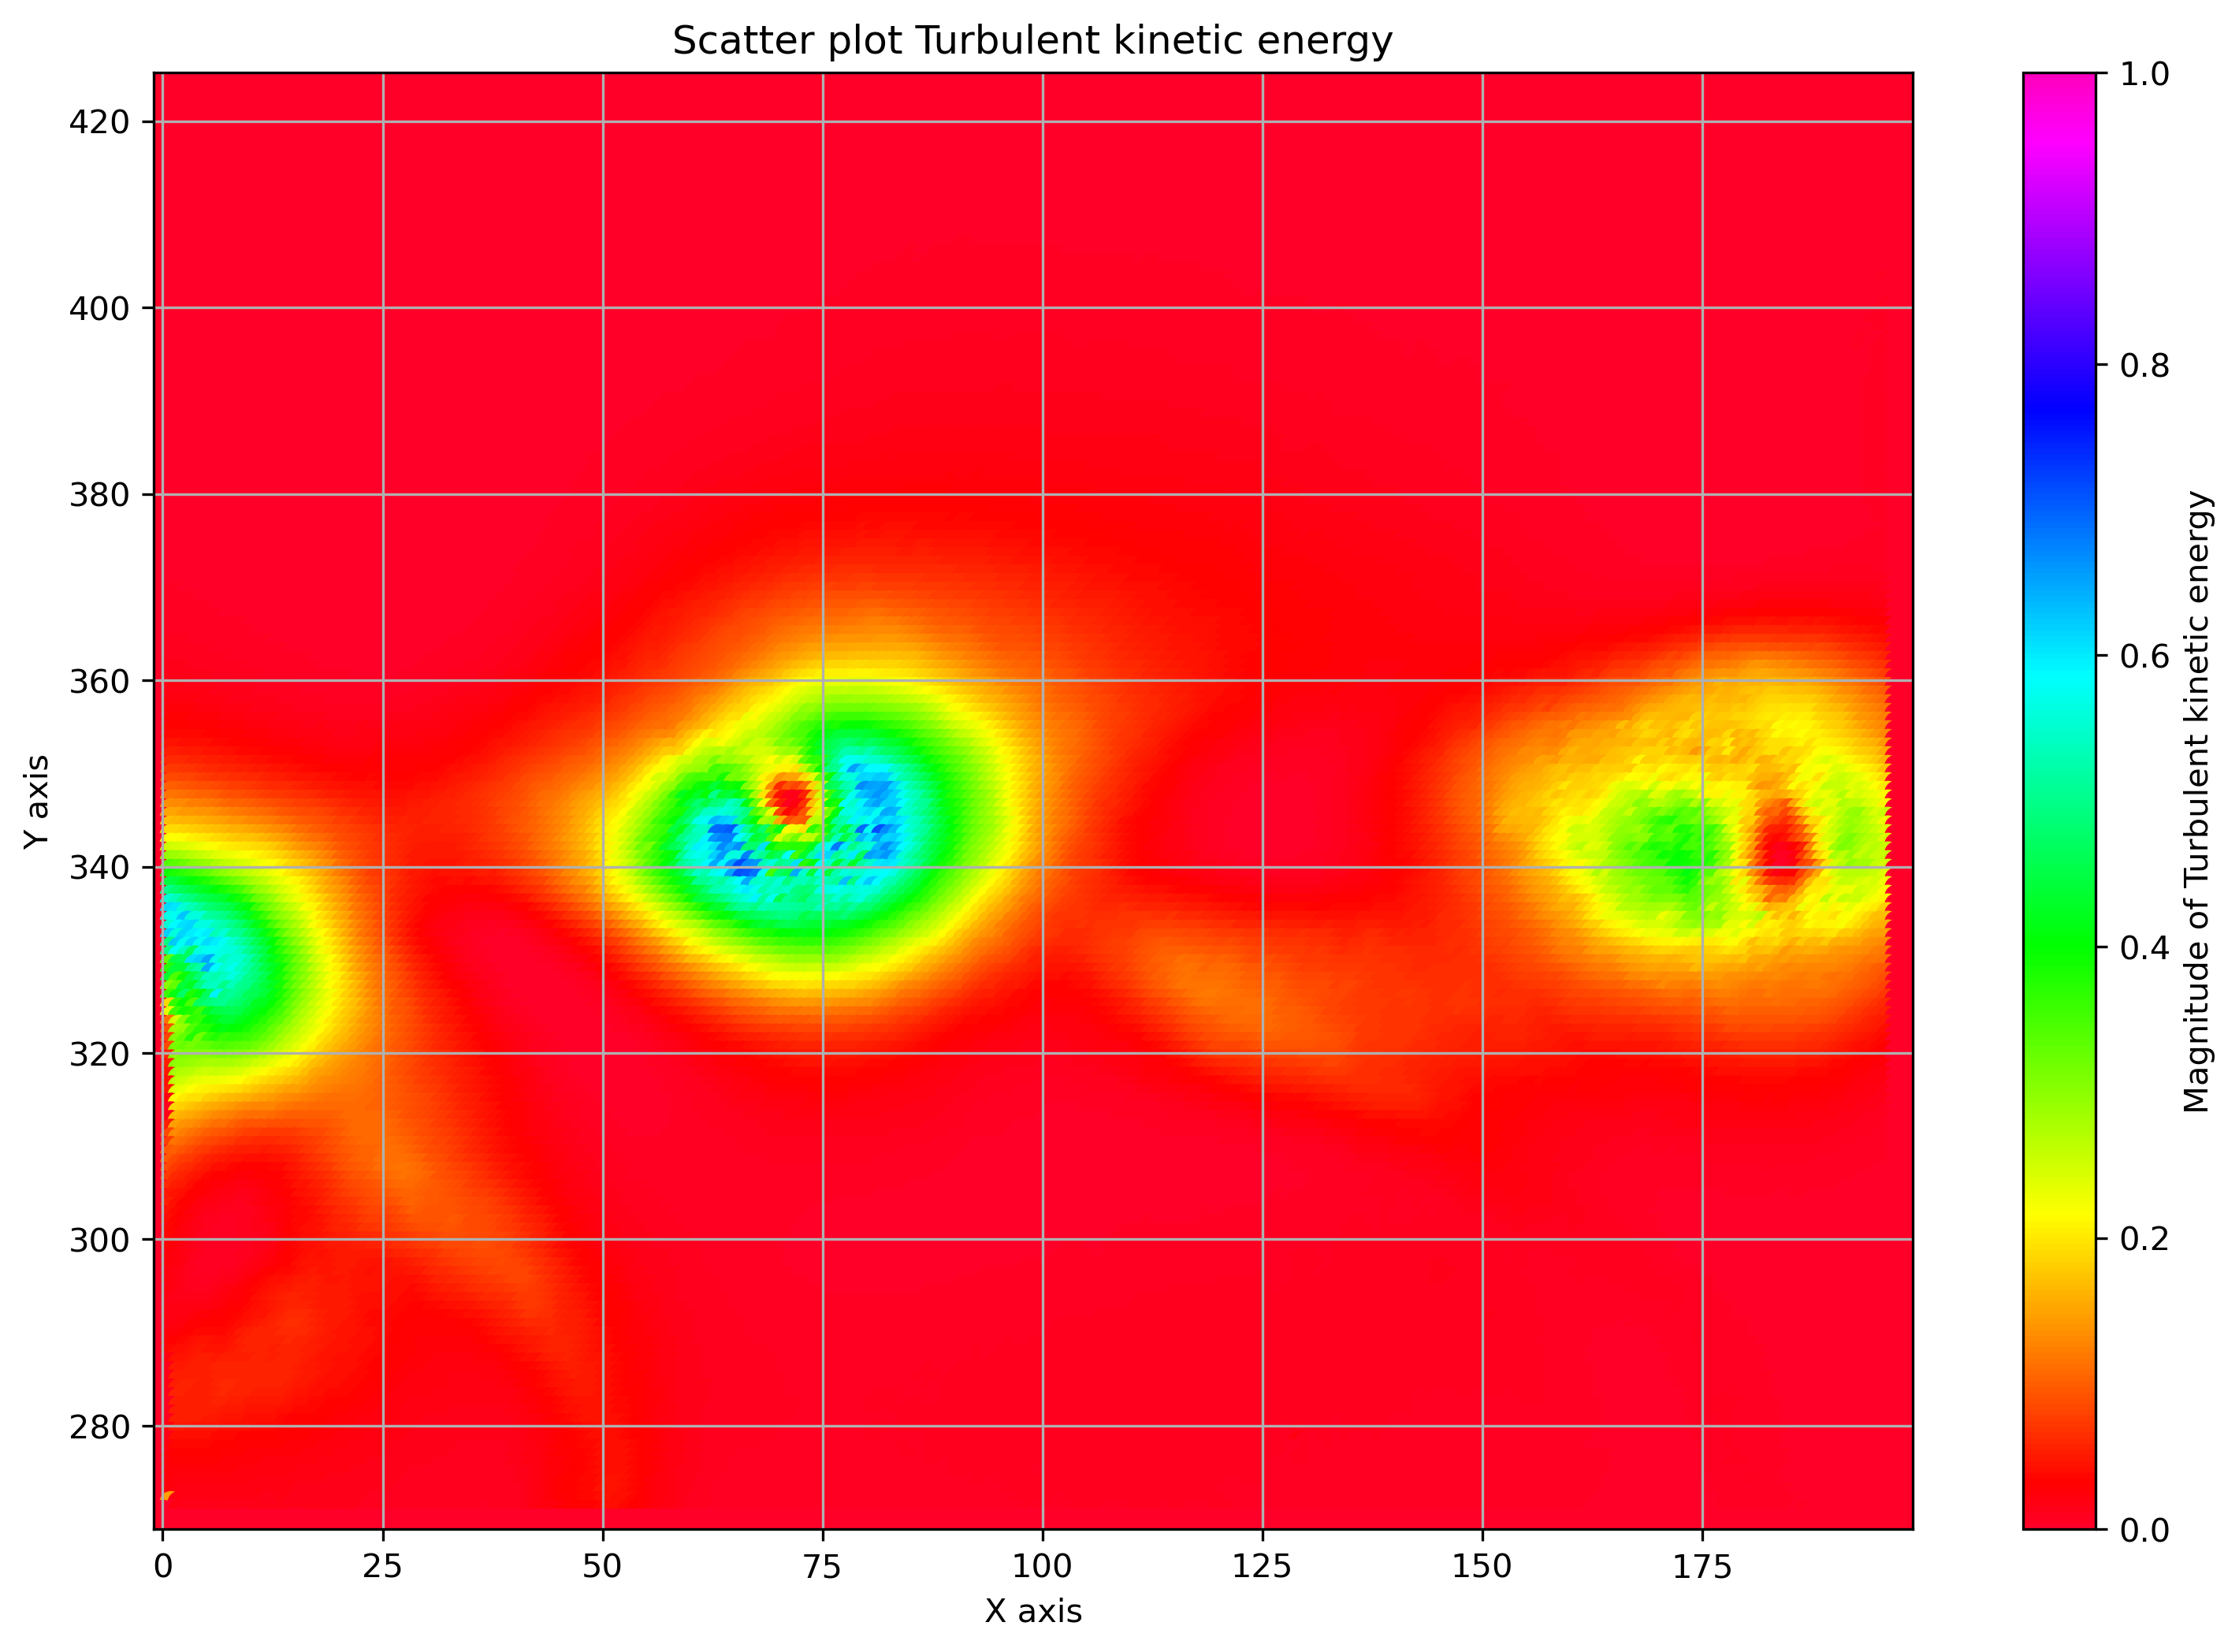 Scatter plot Turbulent kinetic energy
420
400
380
360
340
320
300
280
Y axis
0 25 50 75 100 125 150 175
X axis
1.0
0.8
0.6
0.4
0.2
0.0
Magnitude of Turbulent kinetic energy